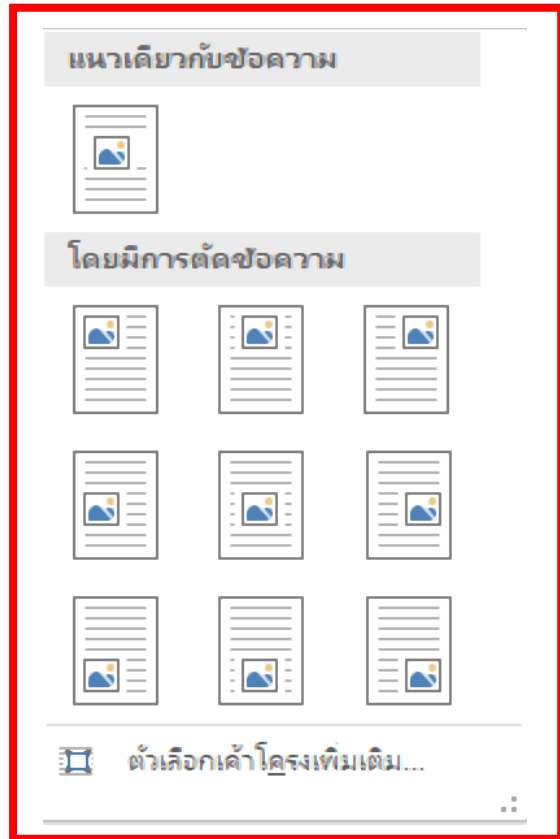 แนวเดียวกับข้อความ
โดยมีการตัดข้อความ
ตัวเลือกเค้าโครงเพิ่มเติม...